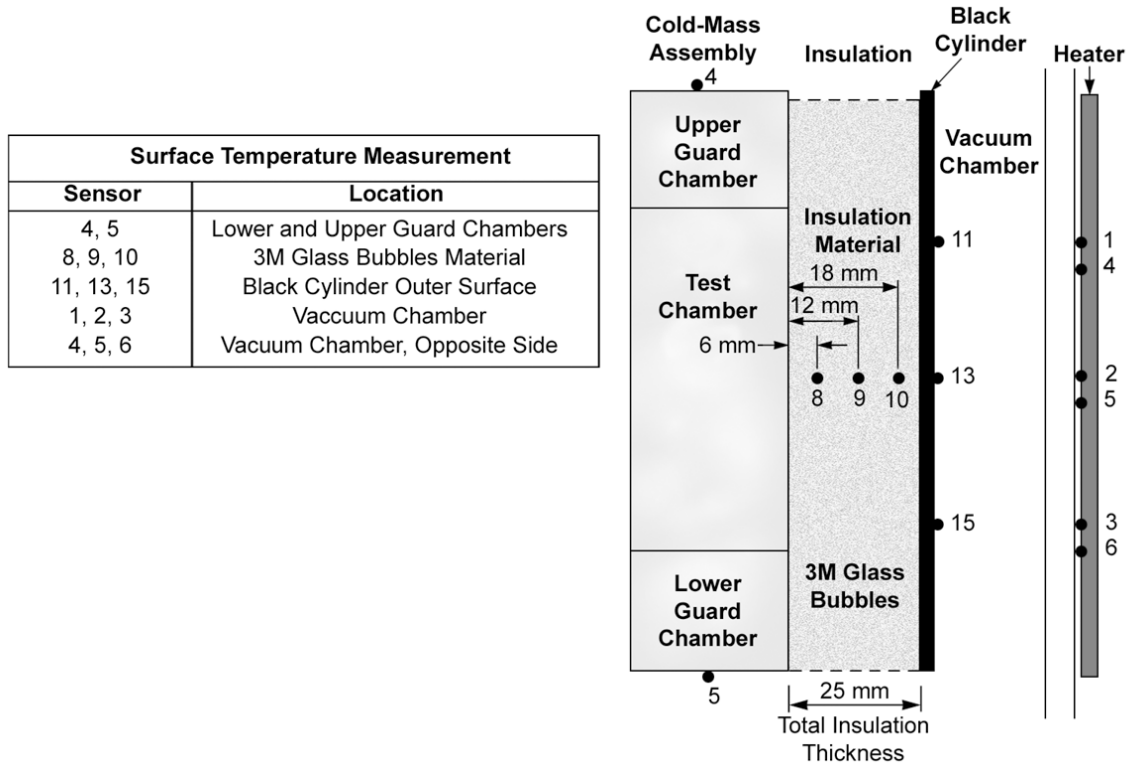 Surface Temperature Measurement
Sensor Location
4, 5 Lower and Upper Guard Chambers
8, 9, 10 3M Glass Bubbles Material
11, 13, 15 Black Cylinder Outer Surface
1, 2, 3 Vaccuum Chamber
4, 5, 6 Vacuum Chamber, Opposite Side
Cold-Mass
Assembly
4
Insulation
Black
Cylinder
Heater
Upper
Guard
Chamber
Vacuum
Chamber
Insulation
Material
11
1
4
18 mm
Test
Chamber
12 mm
6 mm
8
9
10
13
2
5
15
3
6
3M Glass
Bubbles
Lower
Guard
Chamber
5
25 mm
Total Insulation
Thickness